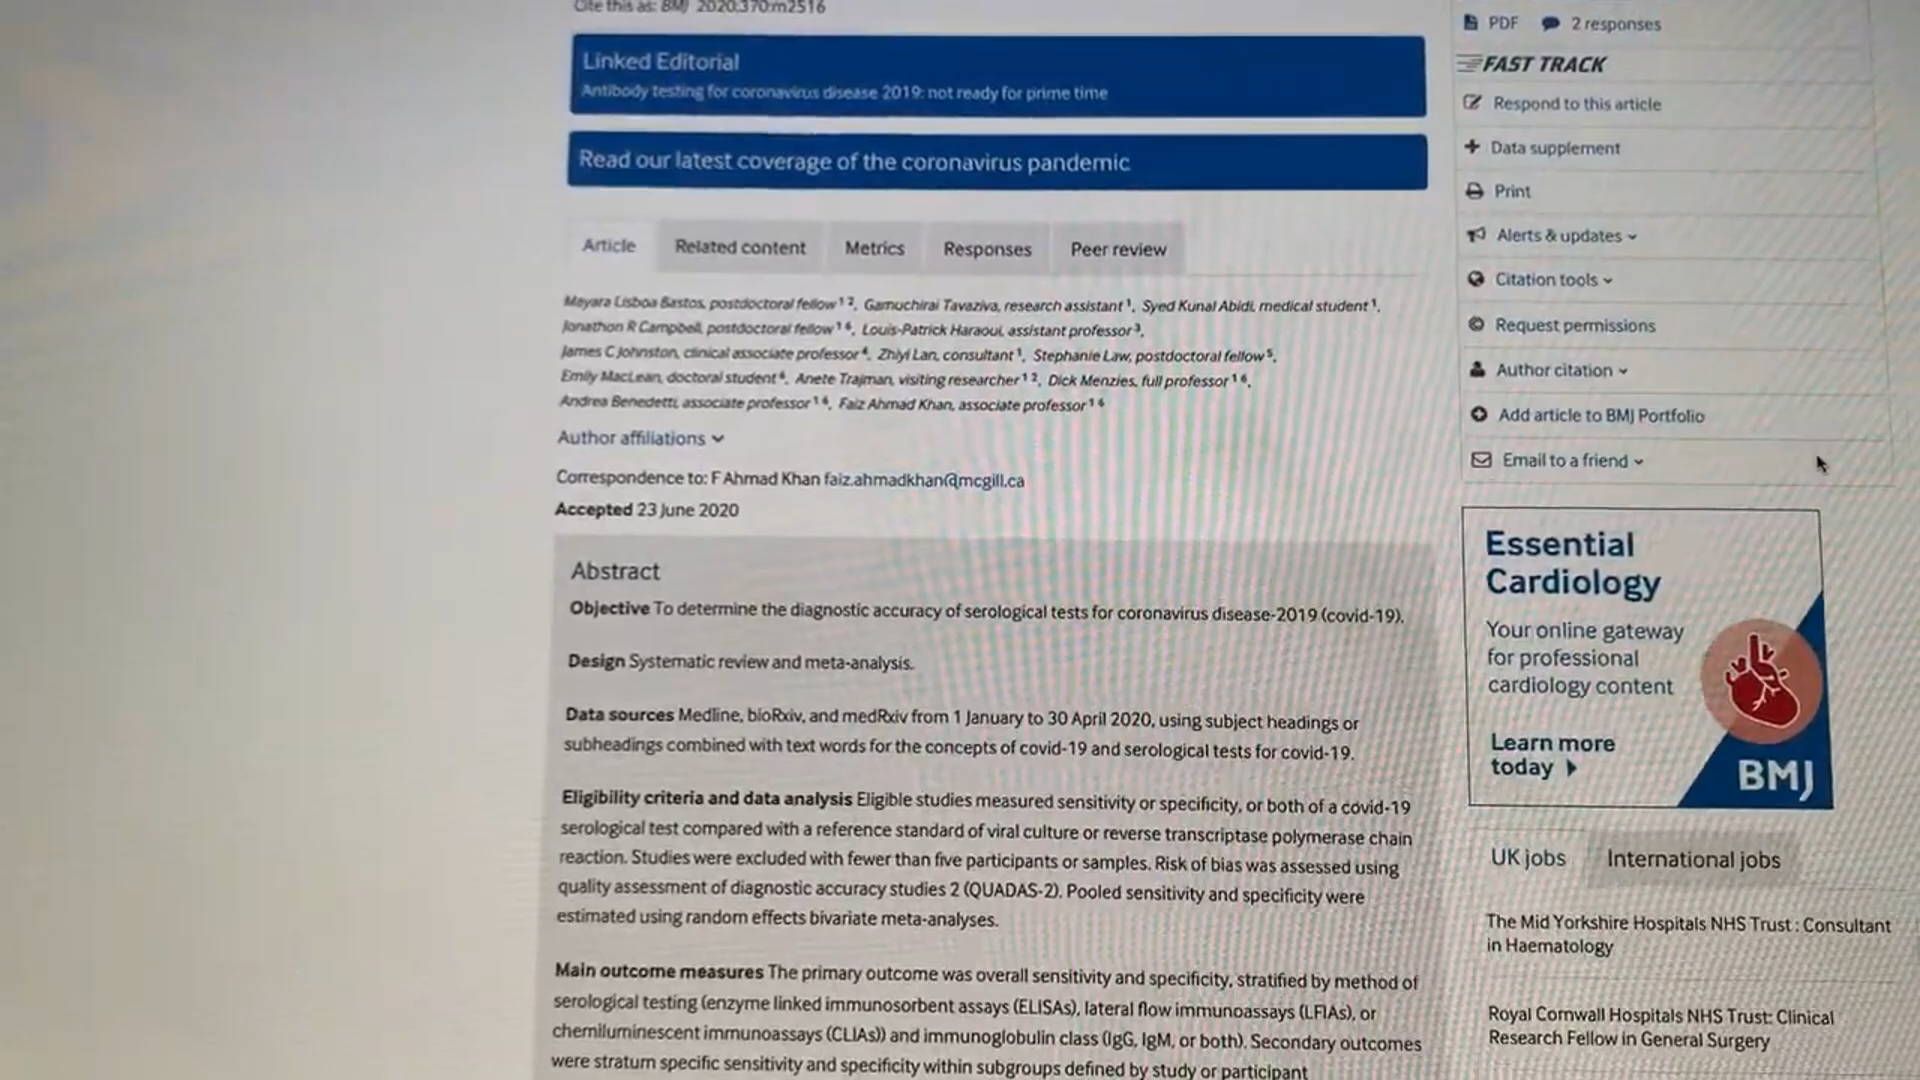 Cite this as: BMJ 2020;370:m2516
Linked Editorial
Antibody testing for coronavirus disease 2019: not ready for prime time
Read our latest coverage of the coronavirus pandemic
Article Related content Metrics Responses Peer review
Mayara Lisboa Bastos, postdoctoral fellow 1 2, Gamuchirai Tavaziva, research assistant 1, Syed Kunal Abidi, medical student 1,
Jonathon R Campbell, postdoctoral fellow 1 6, Louis-Patrick Haraoui, assistant professor 3,
James C Johnston, clinical associate professor 4, Zhiyi Lan, consultant 1, Stephanie Law, postdoctoral fellow 5,
Emily MacLean, doctoral student 6, Anete Trajman, visiting researcher 1 2, Dick Menzies, full professor 1 6,
Andrea Benedetti, associate professor 1 6, Faiz Ahmad Khan, associate professor 1 6
Author affiliations
Correspondence to: F Ahmad Khan faiz.ahmadkhan@mcgill.ca
Accepted 23 June 2020
Abstract
Objective To determine the diagnostic accuracy of serological tests for coronavirus disease-2019 (covid-19).
Design Systematic review and meta-analysis.
Data sources Medline, bioRxiv, and medRxiv from 1 January to 30 April 2020, using subject headings or
subheadings combined with text words for the concepts of covid-19 and serological tests for covid-19.
Eligibility criteria and data analysis Eligible studies measured sensitivity or specificity, or both of a covid-19
serological test compared with a reference standard of viral culture or reverse transcriptase polymerase chain
reaction. Studies were excluded with fewer than five participants or samples. Risk of bias was assessed using
quality assessment of diagnostic accuracy studies 2 (QUADAS-2). Pooled sensitivity and specificity were
estimated using random effects bivariate meta-analyses.
Main outcome measures The primary outcome was overall sensitivity and specificity, stratified by method of
serological testing (enzyme linked immunosorbent assays (ELISAs), lateral flow immunoassays (LFIAs), or
chemiluminescent immunoassays (CLIAs)) and immunoglobulin class (IgG, IgM, or both). Secondary outcomes
were stratum specific sensitivity and specificity within subgroups defined by study or participant
PDF 2 responses
FAST TRACK
Respond to this article
Data supplement
Print
Alerts & updates
Citation tools
Request permissions
Author citation
Add article to BMJ Portfolio
Email to a friend
Essential
Cardiology
Your online gateway
for professional
cardiology content
Learn more
today
BMJ
UK jobs International jobs
The Mid Yorkshire Hospitals NHS Trust : Consultant
in Haematology
Royal Cornwall Hospitals NHS Trust: Clinical
Research Fellow in General Surgery